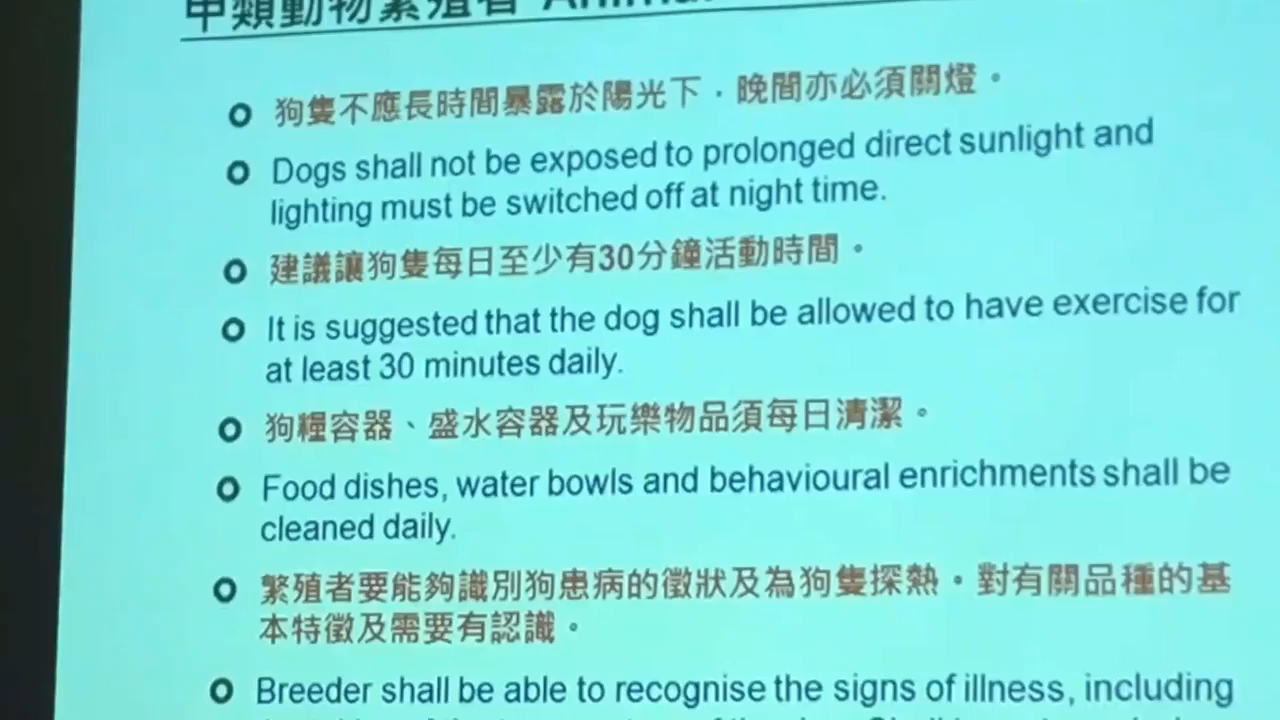 甲類動物繁殖者
狗隻不應長時間暴露於陽光下，晚間亦必須關燈。
Dogs shall not be exposed to prolonged direct sunlight and
lighting must be switched off at night time.
建議讓狗隻每日至少有30分鐘活動時間。
It is suggested that the dog shall be allowed to have exercise for
at least 30 minutes daily.
狗糧容器、盛水容器及玩樂物品須每日清潔。
Food dishes, water bowls and behavioural enrichments shall be
cleaned daily.
繁殖者要能夠識別狗患病的徵狀及為狗隻探熱。對有關品種的基
本特徵及需要有認識。
Breeder shall be able to recognise the signs of illness, including